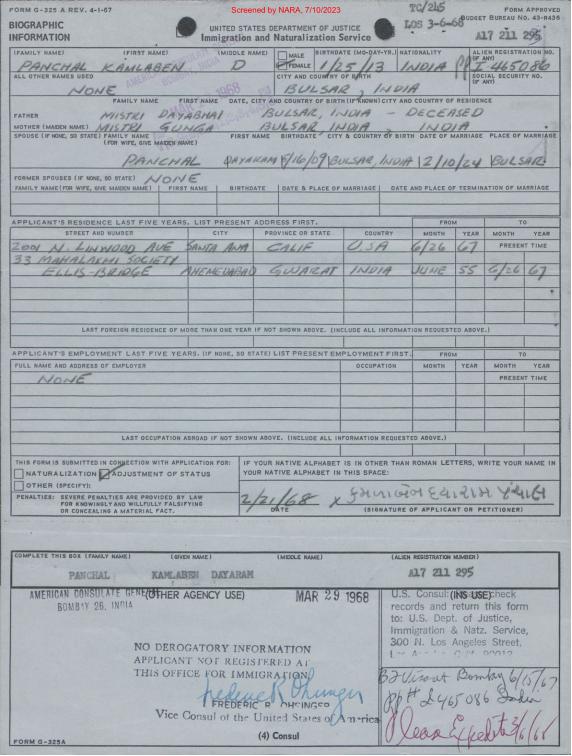 FORM G-325 A REV. 4-1-67
Screened by NARA, 7/10/2023
TC/245
FORM APPROVED
BUDGET BUREAU NO. 43-R436
BIOGRAPHIC
INFORMATION
UNITED STATES DEPARTMENT OF JUSTICE
Immigration and Naturalization Service
LOS 3-6-68
A17 211 295
(FAMILY NAME) (FIRST NAME) (MIDDLE NAME) MALE FEMALE BIRTHDATE (MO-DAY-YR.) NATIONALITY ALIEN REGISTRATION NO. (IF ANY)
PANCHAL KAMLABEN D 1/25/13 INDIA I-465086
ALL OTHER NAMES USED CITY AND COUNTRY OF BIRTH SOCIAL SECURITY NO. (IF ANY)
NONE BULSAR, INDIA
FAMILY NAME FIRST NAME DATE, CITY AND COUNTRY OF BIRTH (IF KNOWN) CITY AND COUNTRY OF RESIDENCE
FATHER MISTRI DAYABHAI BULSAR, INDIA - DECEASED
MOTHER (MAIDEN NAME) MISTRI GUNGA BULSAR, INDIA, INDIA
SPOUSE (IF NONE, SO STATE) FAMILY NAME (FOR WIFE, GIVE MAIDEN NAME) FIRST NAME BIRTHDATE CITY & COUNTRY OF BIRTH DATE OF MARRIAGE PLACE OF MARRIAGE
PANCHAL DAYARAM 8/16/09 BULSAR, INDIA 2/10/24 BULSAR
FORMER SPOUSES (IF NONE, SO STATE) NONE
FAMILY NAME (FOR WIFE, GIVE MAIDEN NAME) FIRST NAME BIRTHDATE DATE & PLACE OF MARRIAGE DATE AND PLACE OF TERMINATION OF MARRIAGE
APPLICANT'S RESIDENCE LAST FIVE YEARS. LIST PRESENT ADDRESS FIRST. FROM TO
STREET AND NUMBER CITY PROVINCE OR STATE COUNTRY MONTH YEAR MONTH YEAR
2001 N. LINWOOD AVE SANTA ANA CALIF U.S.A 6/26 67 PRESENT TIME
33 MAHALAXMI SOCIETY
ELLIS-BRIDGE AHEMEDABAD GUJARAT INDIA JUNE 55 6/26 67
LAST FOREIGN RESIDENCE OF MORE THAN ONE YEAR IF NOT SHOWN ABOVE. (INCLUDE ALL INFORMATION REQUESTED ABOVE.)
APPLICANT'S EMPLOYMENT LAST FIVE YEARS. (IF NONE, SO STATE) LIST PRESENT EMPLOYMENT FIRST. FROM TO
FULL NAME AND ADDRESS OF EMPLOYER OCCUPATION MONTH YEAR MONTH YEAR
NONE PRESENT TIME
LAST OCCUPATION ABROAD IF NOT SHOWN ABOVE. (INCLUDE ALL INFORMATION REQUESTED ABOVE.)
THIS FORM IS SUBMITTED IN CONNECTION WITH APPLICATION FOR:
NATURALIZATION ADJUSTMENT OF STATUS
OTHER (SPECIFY):
IF YOUR NATIVE ALPHABET IS IN OTHER THAN ROMAN LETTERS, WRITE YOUR NAME IN
YOUR NATIVE ALPHABET IN THIS SPACE:
PENALTIES: SEVERE PENALTIES ARE PROVIDED BY LAW
FOR KNOWINGLY AND WILLFULLY FALSIFYING
OR CONCEALING A MATERIAL FACT.
2/21/68 x
DATE (SIGNATURE OF APPLICANT OR PETITIONER)
COMPLETE THIS BOX (FAMILY NAME) (GIVEN NAME) (MIDDLE NAME) (ALIEN REGISTRATION NUMBER)
PANCHAL KAMLABEN DAYARAM A17 211 295
AMERICAN CONSULATE GENERAL
BOMBAY 26, INDIA
(OTHER AGENCY USE)
MAR 29 1968
(INS USE)
U.S. Consul: check
records and return this form
to: U.S. Dept. of Justice,
Immigration & Natz. Service,
300 N. Los Angeles Street,
NO DEROGATORY INFORMATION
APPLICANT NOT REGISTERED AT
THIS OFFICE FOR IMMIGRATION
FREDERIC R. OHSINGER
Vice Consul of the United States of America
(4) Consul
B2 Visa at Bombay 6/15/67
PP# I 465086 India
Please Expedite 3/6/68
FORM G-325A